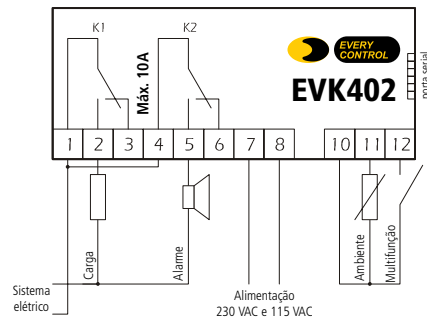 K1
K2
Máx. 10A
EVERY
CONTROL
EVK402
porta serial
1 2 3 4 5 6 7 8 10 11 12
Carga
Alarme
Ambiente
Multifunção
Sistema
elétrico
Alimentação
230 VAC e 115 VAC